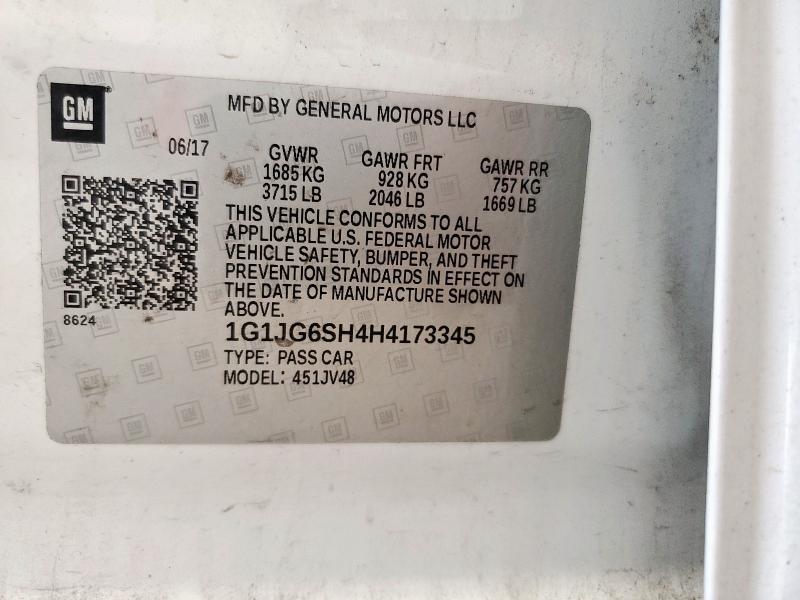 GM
MFD BY GENERAL MOTORS LLC
06/17
GVWR GAWR FRT GAWR RR
1685 KG 928 KG 757 KG
3715 LB 2046 LB 1669 LB
THIS VEHICLE CONFORMS TO ALL
APPLICABLE U.S. FEDERAL MOTOR
VEHICLE SAFETY, BUMPER, AND THEFT
PREVENTION STANDARDS IN EFFECT ON
THE DATE OF MANUFACTURE SHOWN
ABOVE.
8624
1G1JG6SH4H4173345
TYPE: PASS CAR
MODEL: 451JV48